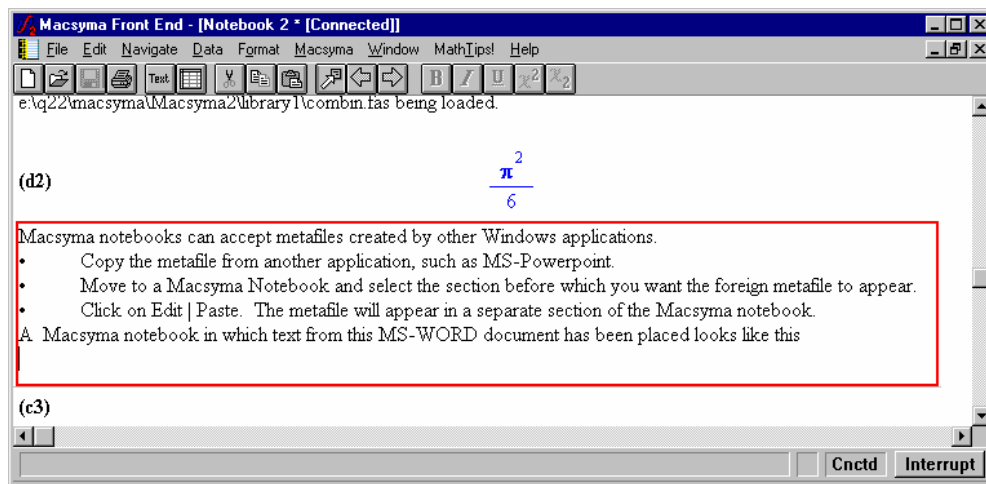 Macsyma Front End - [Notebook 2 * [Connected]]
File Edit Navigate Data Format Macsyma Window MathTips! Help
Text B I U x² x₂
e:\q22\macsyma\Macsyma2\library1\combin.fas being loaded.
(d2) π²/6
Macsyma notebooks can accept metafiles created by other Windows applications.
• Copy the metafile from another application, such as MS-Powerpoint.
• Move to a Macsyma Notebook and select the section before which you want the foreign metafile to appear.
• Click on Edit | Paste. The metafile will appear in a separate section of the Macsyma notebook.
A Macsyma notebook in which text from this MS-WORD document has been placed looks like this
(c3)
Cnctd Interrupt